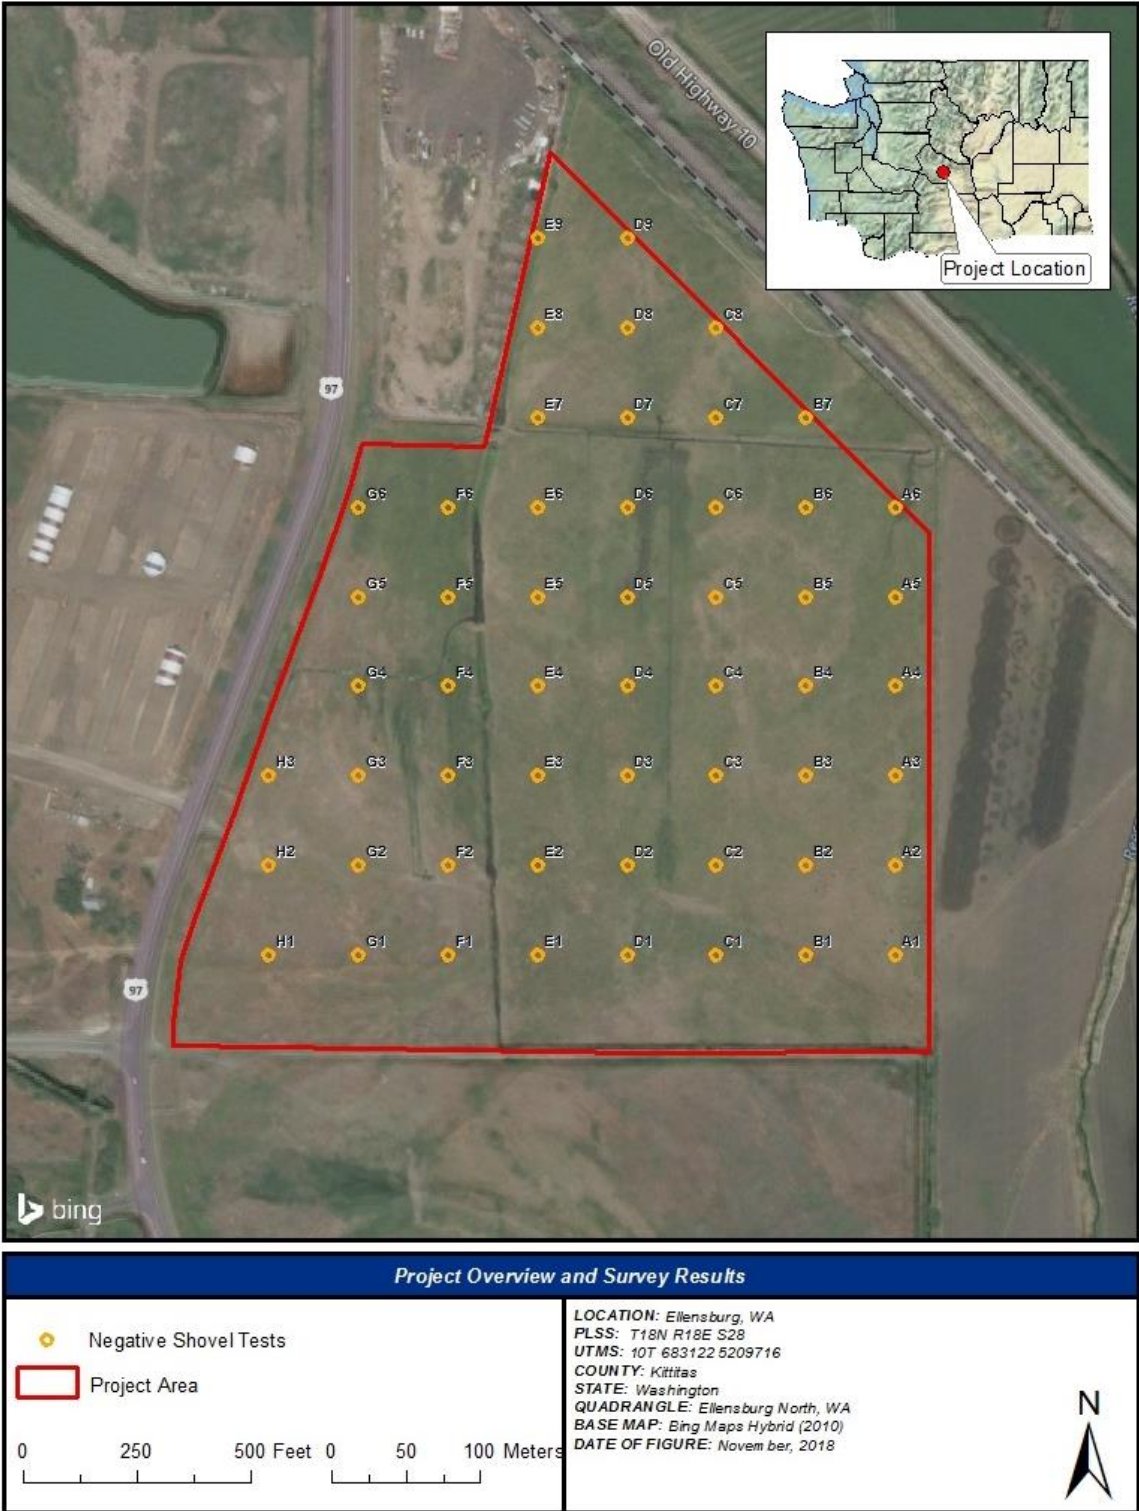 Old Highway 10
Project Location
E9 D9
E8 D8 C8
97
E7 D7 C7 B7
G6 F6 E6 D6 C6 B6 A6
G5 F5 E5 D5 C5 B5 A5
G4 F4 E4 D4 C4 B4 A4
H3 G3 F3 E3 D3 C3 B3 A3
H2 G2 F2 E2 D2 C2 B2 A2
H1 G1 F1 E1 D1 C1 B1 A1
97
bing
Project Overview and Survey Results
Negative Shovel Tests
Project Area
0 250 500 Feet 0 50 100 Meters
LOCATION: Ellensburg, WA
PLSS: T18N R18E S28
UTMS: 10T 683122 5209716
COUNTY: Kittitas
STATE: Washington
QUADRANGLE: Ellensburg North, WA
BASE MAP: Bing Maps Hybrid (2010)
DATE OF FIGURE: November, 2018
N